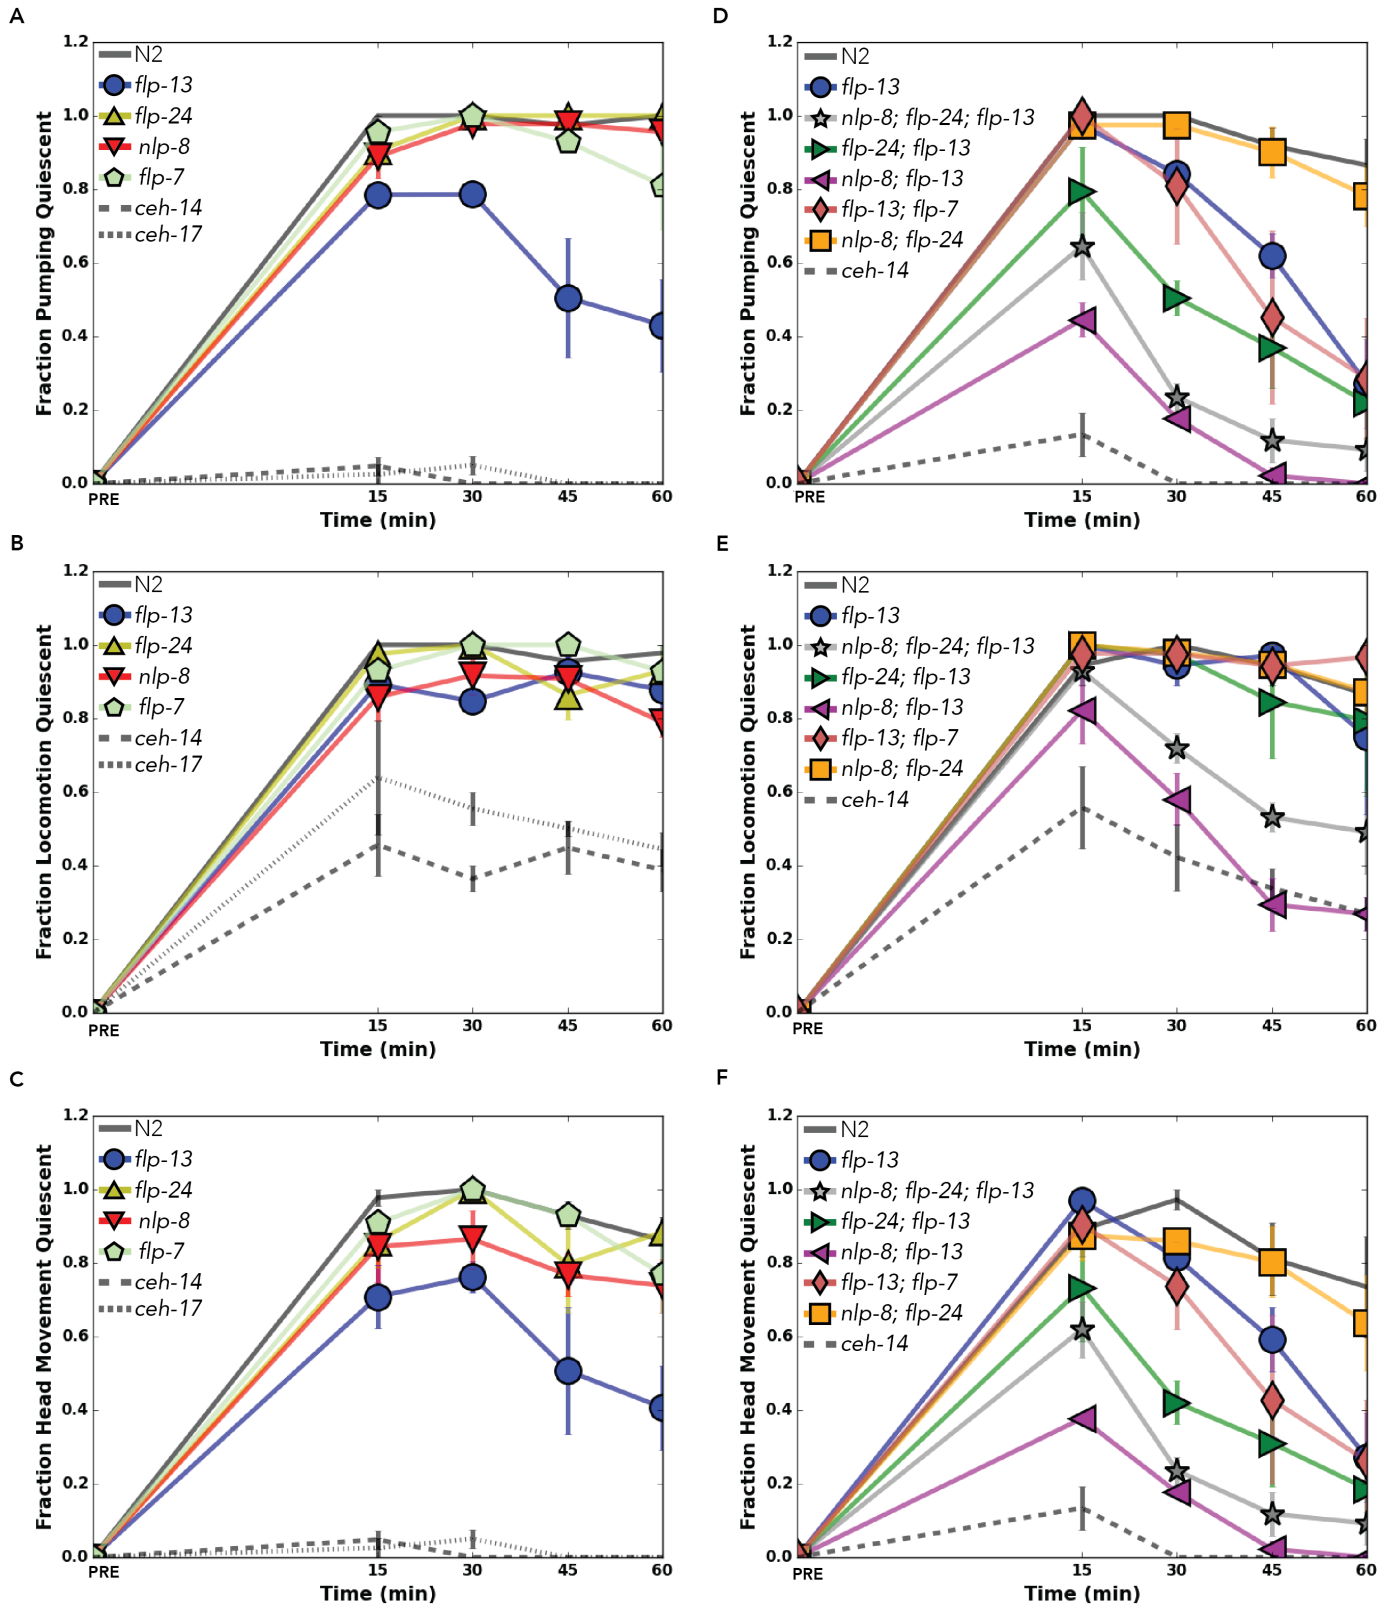 A
1.2
1.0
0.8
0.6
0.4
0.2
0.0
Fraction Pumping Quiescent
N2
flp-13
flp-24
nlp-8
flp-7
ceh-14
ceh-17
PRE 15 30 45 60
Time (min)
D
1.2
1.0
0.8
0.6
0.4
0.2
0.0
Fraction Pumping Quiescent
N2
flp-13
nlp-8; flp-24; flp-13
flp-24; flp-13
nlp-8; flp-13
flp-13; flp-7
nlp-8; flp-24
ceh-14
PRE 15 30 45 60
Time (min)
B
1.2
1.0
0.8
0.6
0.4
0.2
0.0
Fraction Locomotion Quiescent
N2
flp-13
flp-24
nlp-8
flp-7
ceh-14
ceh-17
PRE 15 30 45 60
Time (min)
E
1.2
1.0
0.8
0.6
0.4
0.2
0.0
Fraction Locomotion Quiescent
N2
flp-13
nlp-8; flp-24; flp-13
flp-24; flp-13
nlp-8; flp-13
flp-13; flp-7
nlp-8; flp-24
ceh-14
PRE 15 30 45 60
Time (min)
C
1.2
1.0
0.8
0.6
0.4
0.2
0.0
Fraction Head Movement Quiescent
N2
flp-13
flp-24
nlp-8
flp-7
ceh-14
ceh-17
PRE 15 30 45 60
Time (min)
F
1.2
1.0
0.8
0.6
0.4
0.2
0.0
Fraction Head Movement Quiescent
N2
flp-13
nlp-8; flp-24; flp-13
flp-24; flp-13
nlp-8; flp-13
flp-13; flp-7
nlp-8; flp-24
ceh-14
PRE 15 30 45 60
Time (min)